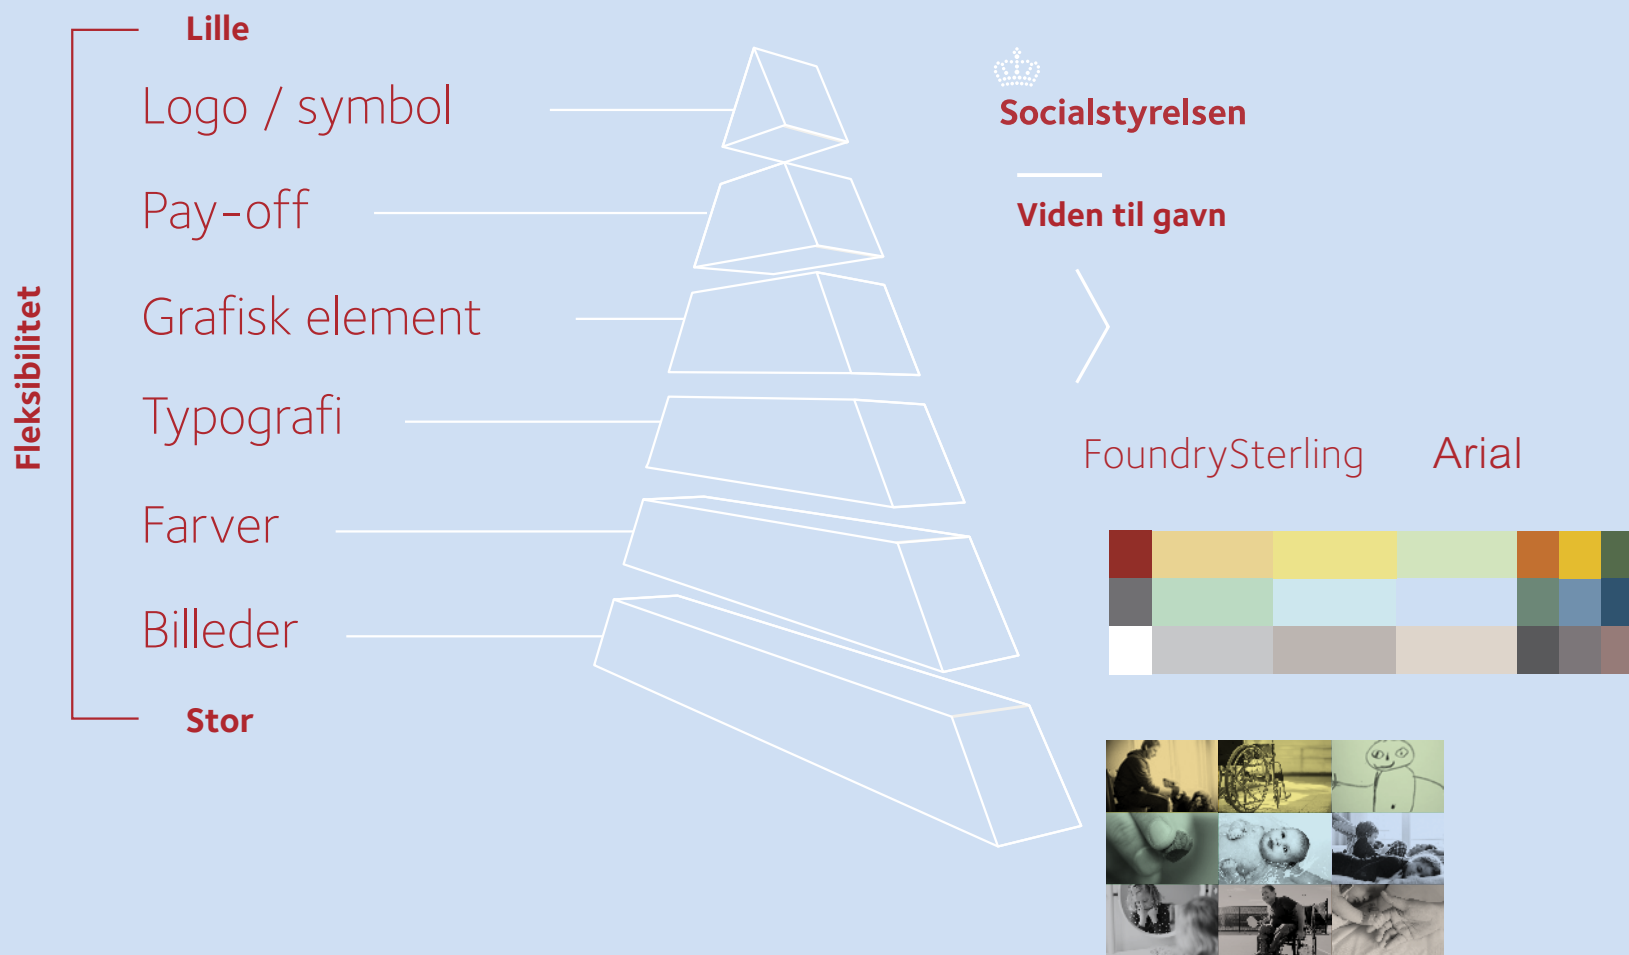 Lille
Logo / symbol
Socialstyrelsen
Pay-off
Viden til gavn
Grafisk element
Fleksibilitet
Typografi
FoundrySterling
Arial
Farver
Billeder
Stor